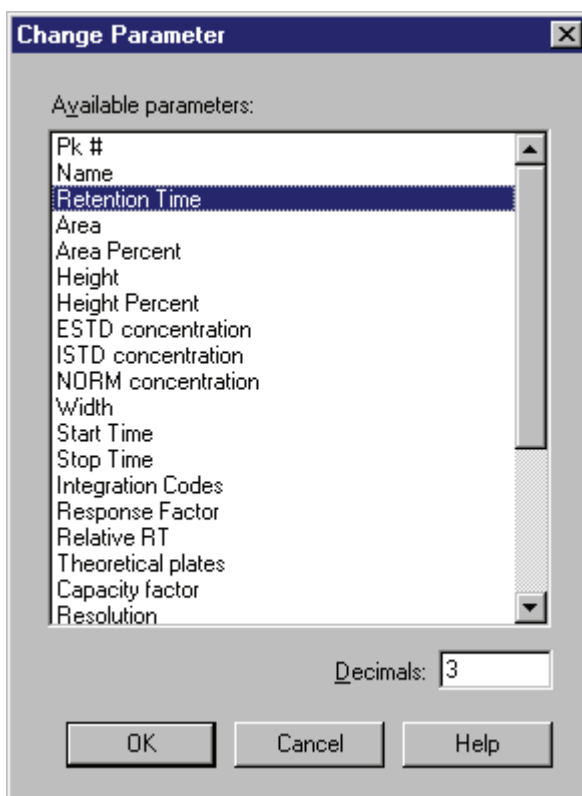 Change Parameter
Available parameters:
Pk #
Name
Retention Time
Area
Area Percent
Height
Height Percent
ESTD concentration
ISTD concentration
NORM concentration
Width
Start Time
Stop Time
Integration Codes
Response Factor
Relative RT
Theoretical plates
Capacity factor
Resolution
Decimals: 3
OK Cancel Help